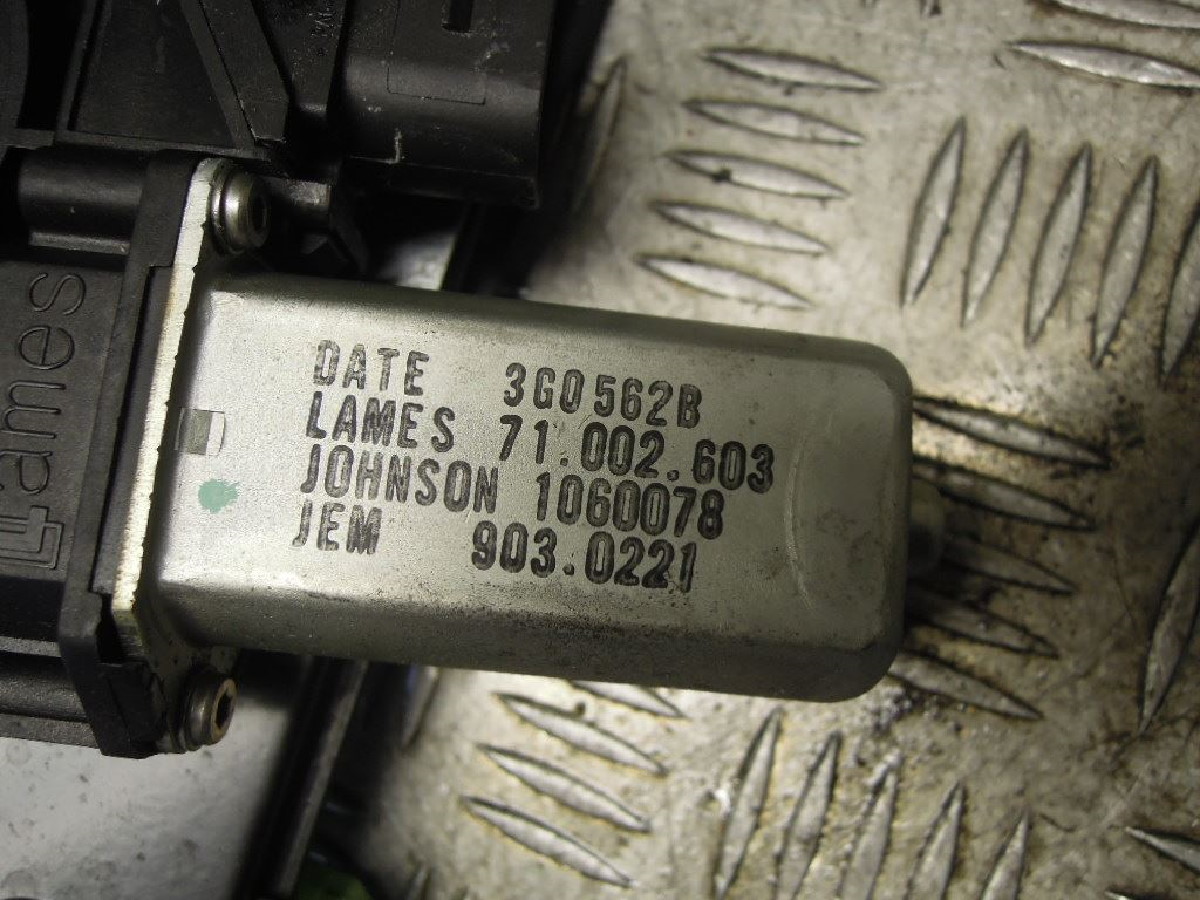 DATE 3G0562B
LAMES 71.002.603
JOHNSON 1060078
JEM 903.0221
Lames